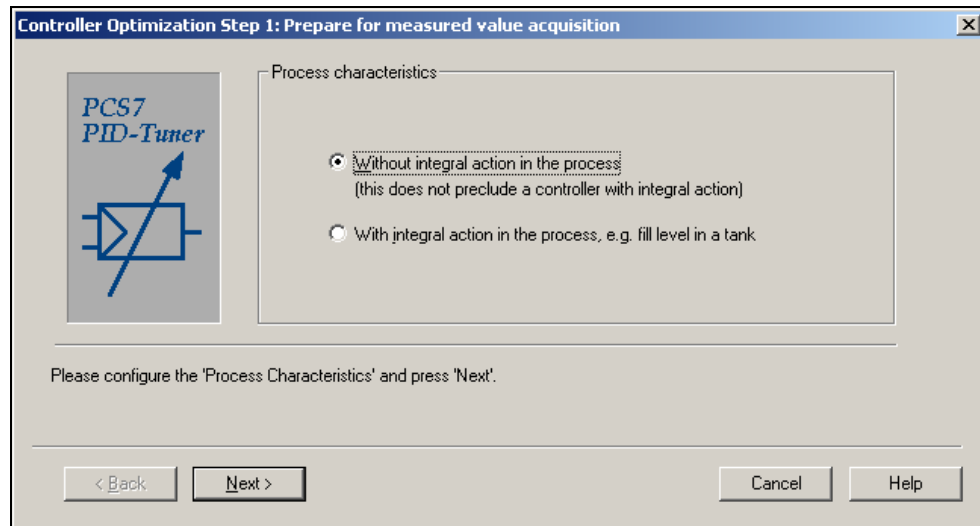 Controller Optimization Step 1: Prepare for measured value acquisition
PCS7
PID-Tuner
Process characteristics
Without integral action in the process
(this does not preclude a controller with integral action)
With integral action in the process, e.g. fill level in a tank
Please configure the 'Process Characteristics' and press 'Next'.
< Back
Next >
Cancel
Help